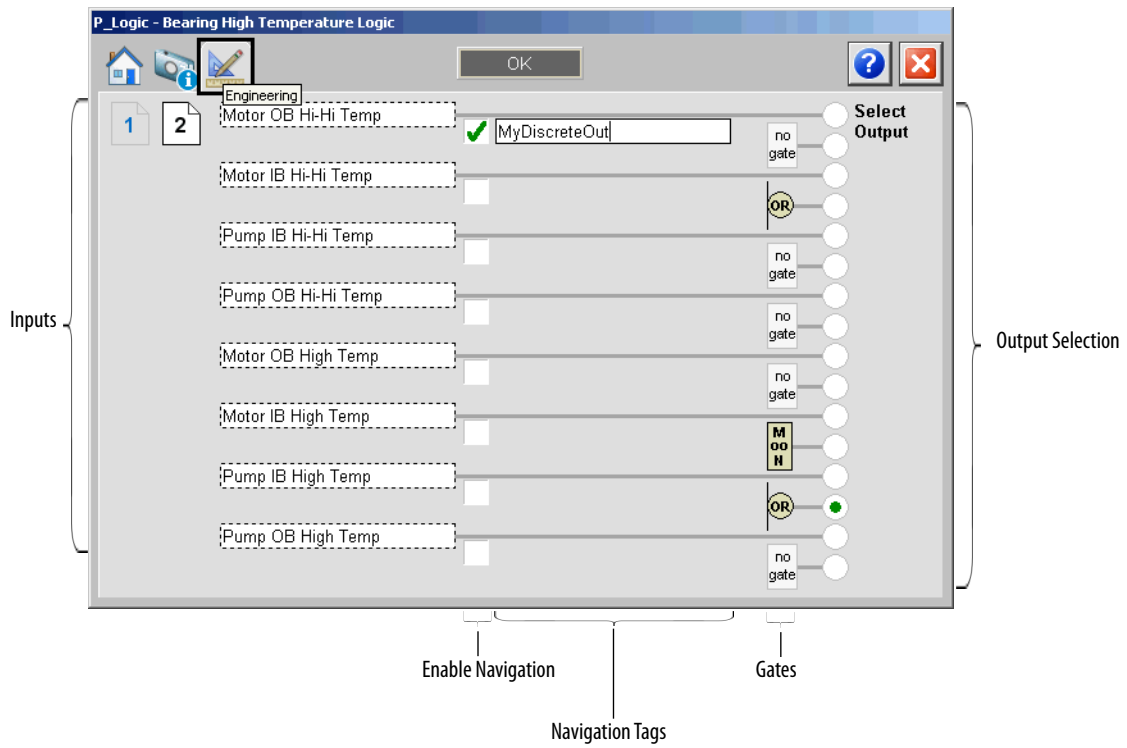 P_Logic - Bearing High Temperature Logic
OK
Engineering
1
2
Motor OB Hi-Hi Temp
Select
Output
MyDiscreteOut
no
gate
Motor IB Hi-Hi Temp
OR
Pump IB Hi-Hi Temp
no
gate
Pump OB Hi-Hi Temp
no
gate
Motor OB High Temp
no
gate
Motor IB High Temp
M
oo
N
Pump IB High Temp
OR
Pump OB High Temp
no
gate
Inputs
Output Selection
Enable Navigation
Gates
Navigation Tags